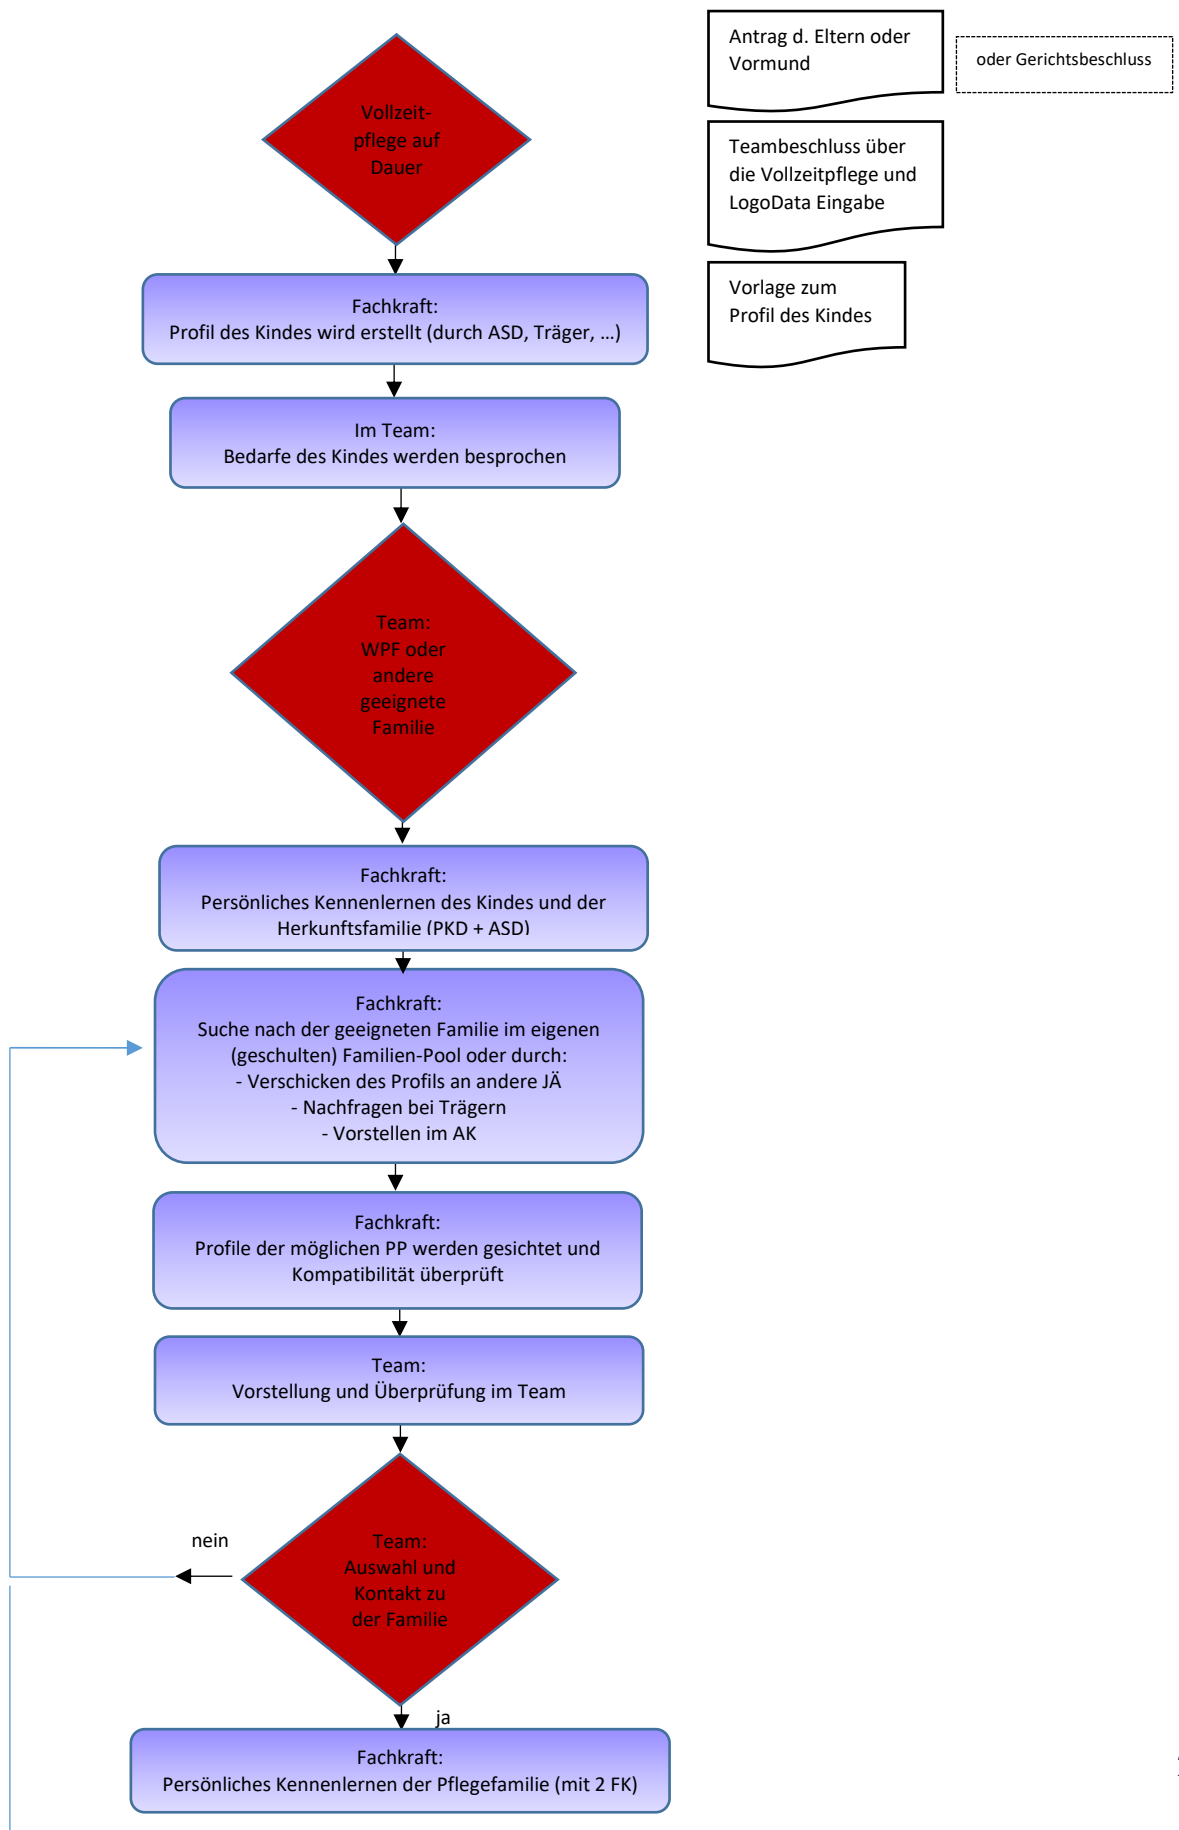 Antrag d. Eltern oder
Vormund
oder Gerichtsbeschluss
Vollzeit-
pflege auf
Dauer
Teambeschluss über
die Vollzeitpflege und
LogoData Eingabe
Vorlage zum
Profil des Kindes
Fachkraft:
Profil des Kindes wird erstellt (durch ASD, Träger, ...)
Im Team:
Bedarfe des Kindes werden besprochen
Team:
WPF oder
andere
geeignete
Familie
Fachkraft:
Persönliches Kennenlernen des Kindes und der
Herkunftsfamilie (PKD + ASD)
Fachkraft:
Suche nach der geeigneten Familie im eigenen
(geschulten) Familien-Pool oder durch:
- Verschicken des Profils an andere JÄ
- Nachfragen bei Trägern
- Vorstellen im AK
Fachkraft:
Profile der möglichen PP werden gesichtet und
Kompatibilität überprüft
Team:
Vorstellung und Überprüfung im Team
nein
Team:
Auswahl und
Kontakt zu
der Familie
ja
Fachkraft:
Persönliches Kennenlernen der Pflegefamilie (mit 2 FK)